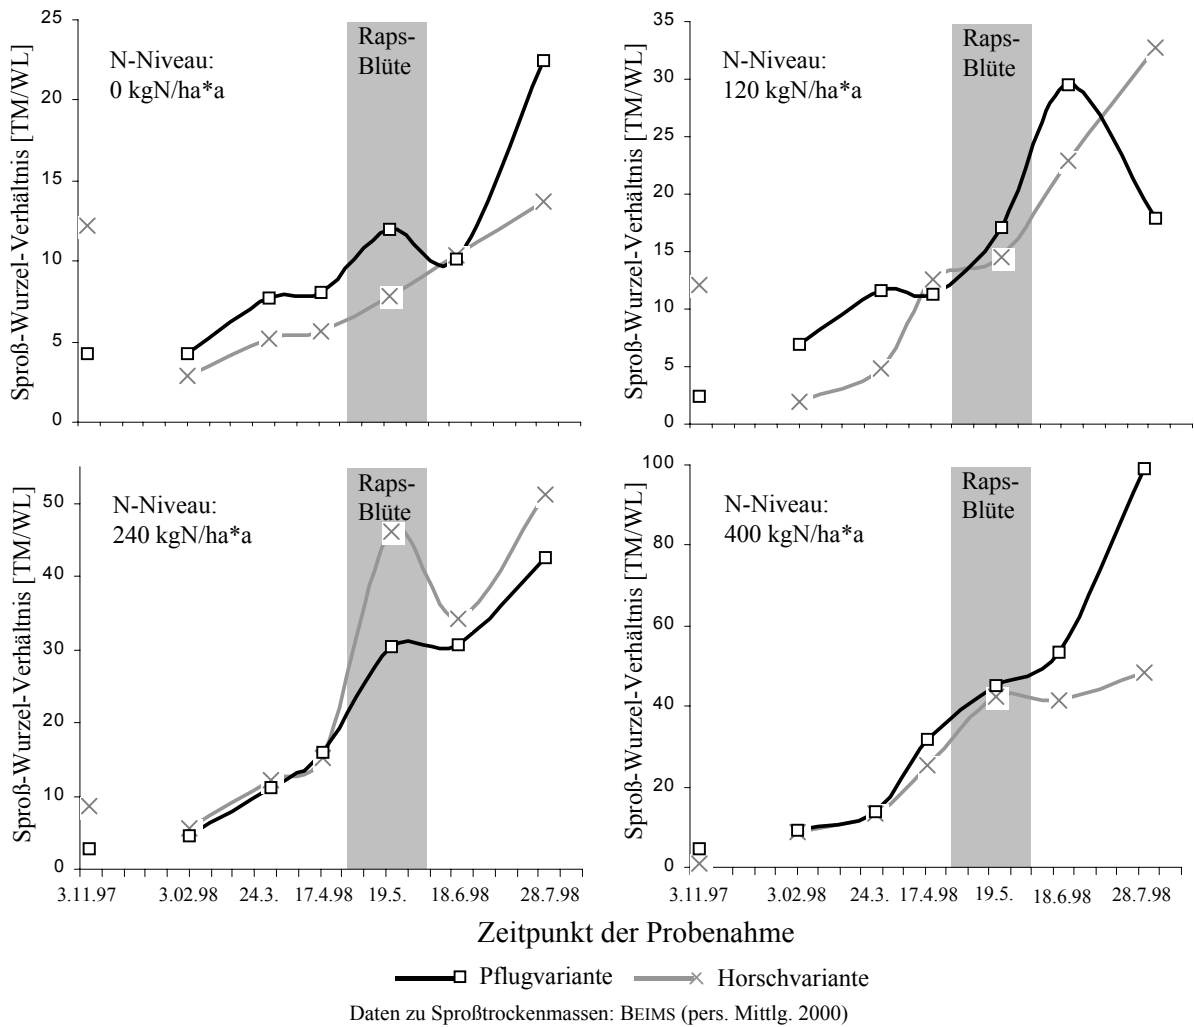 Sproß-Wurzel-Verhältnis [TM/WL]
25
20
15
10
5
0
N-Niveau:
0 kgN/ha*a
Raps-
Blüte
Sproß-Wurzel-Verhältnis [TM/WL]
35
30
25
20
15
10
5
0
N-Niveau:
120 kgN/ha*a
Raps-
Blüte
Sproß-Wurzel-Verhältnis [TM/WL]
50
40
30
20
10
0
N-Niveau:
240 kgN/ha*a
Raps-
Blüte
3.11.97 3.02.98 24.3. 17.4.98 19.5. 18.6.98 28.7.98
Sproß-Wurzel-Verhältnis [TM/WL]
100
80
60
40
20
0
N-Niveau:
400 kgN/ha*a
Raps-
Blüte
3.11.97 3.02.98 24.3. 17.4.98 19.5. 18.6.98 28.7.98
Zeitpunkt der Probenahme
Pflugvariante Horschvariante
Daten zu Sproßtrockenmassen: BEIMS (pers. Mittlg. 2000)